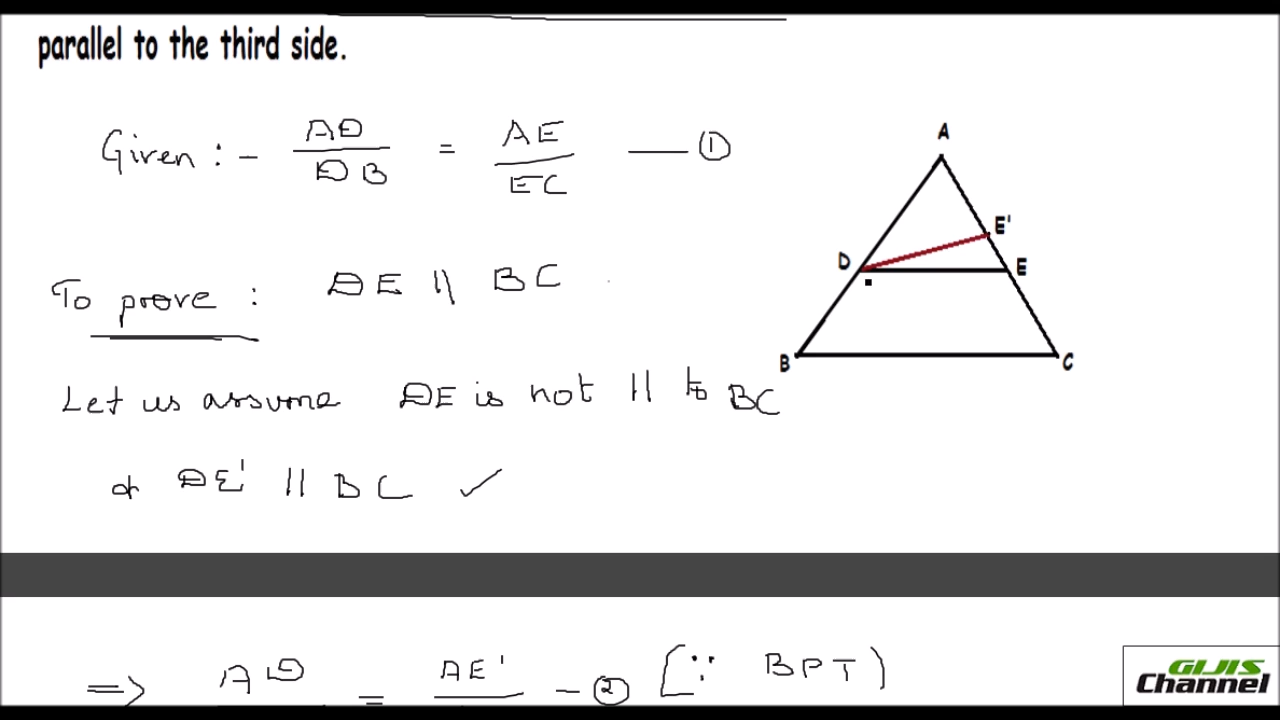 parallel to the third side.
Given :- AD/DB = AE/EC — ①
To prove : DE || BC
Let us assume DE is not || to BC
or DE' || BC ✓
=> AD = AE' - ② [∵ BPT)
A
E'
D
E
B
C
GIJIS
Channel